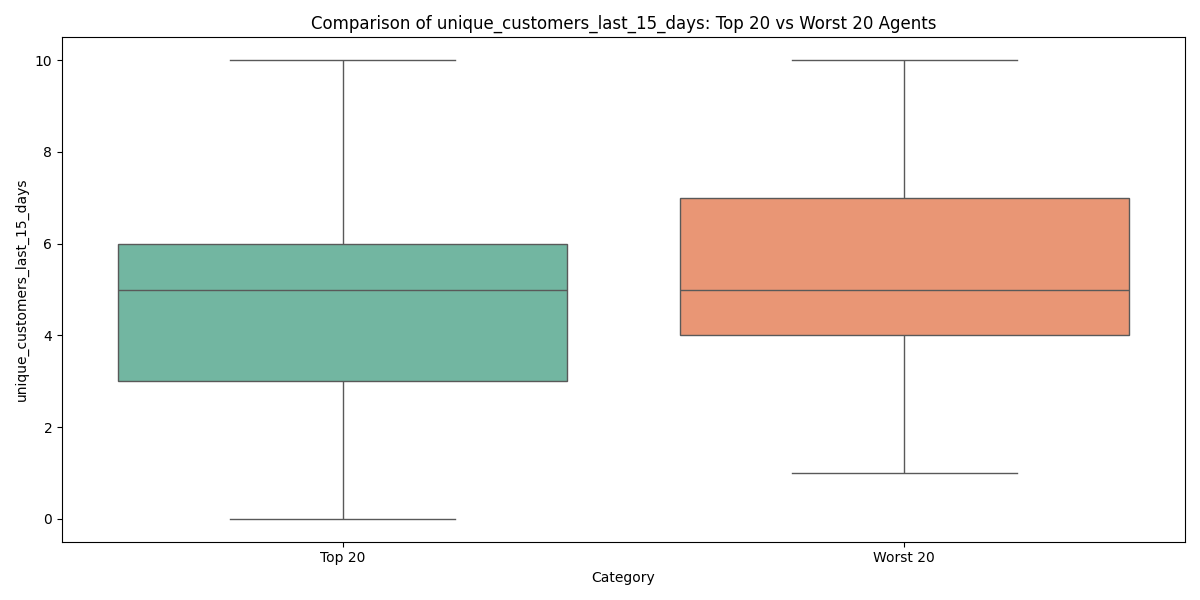 Comparison of unique_customers_last_15_days: Top 20 vs Worst 20 Agents
unique_customers_last_15_days
10
8
6
4
2
0
Top 20
Worst 20
Category